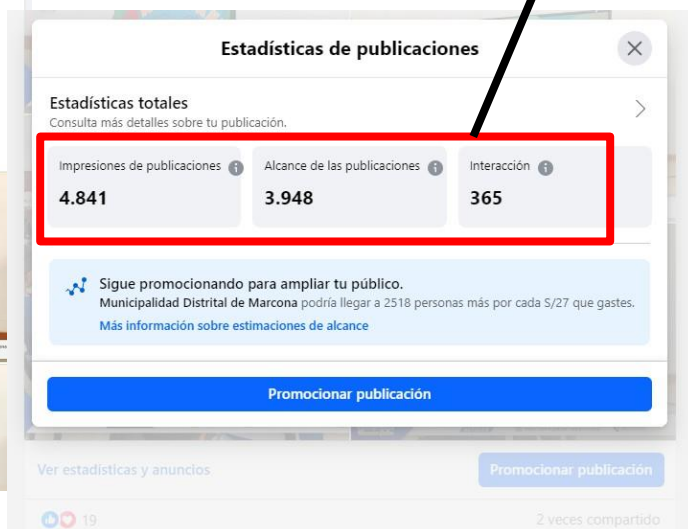 Estadísticas de publicaciones
Estadísticas totales
Consulta más detalles sobre tu publicación.
Impresiones de publicaciones
4.841
Alcance de las publicaciones
3.948
Interacción
365
Sigue promocionando para ampliar tu público.
Municipalidad Distrital de Marcona podría llegar a 2518 personas más por cada S/27 que gastes.
Más información sobre estimaciones de alcance
Promocionar publicación
Ver estadísticas y anuncios
Promocionar publicación
19
2 veces compartido